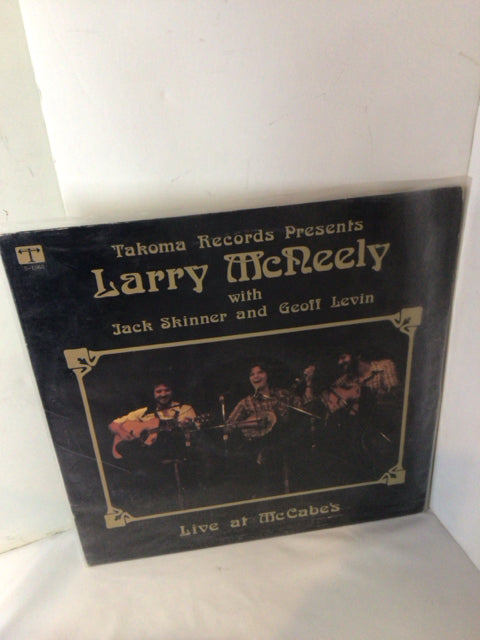 T
Takoma Records Presents
Larry McNeely
with
Jack Skinner and Geoff Levin
Live at McCabe's